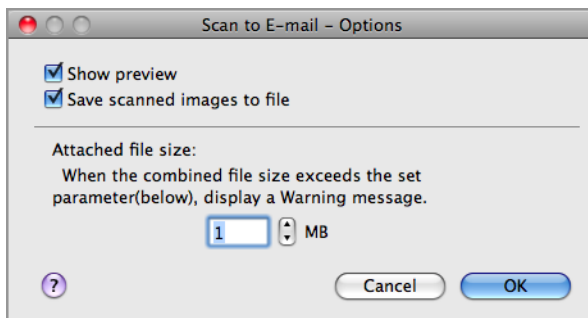 Scan to E-mail – Options
Show preview
Save scanned images to file
Attached file size:
When the combined file size exceeds the set
parameter(below), display a Warning message.
1 MB
? Cancel OK